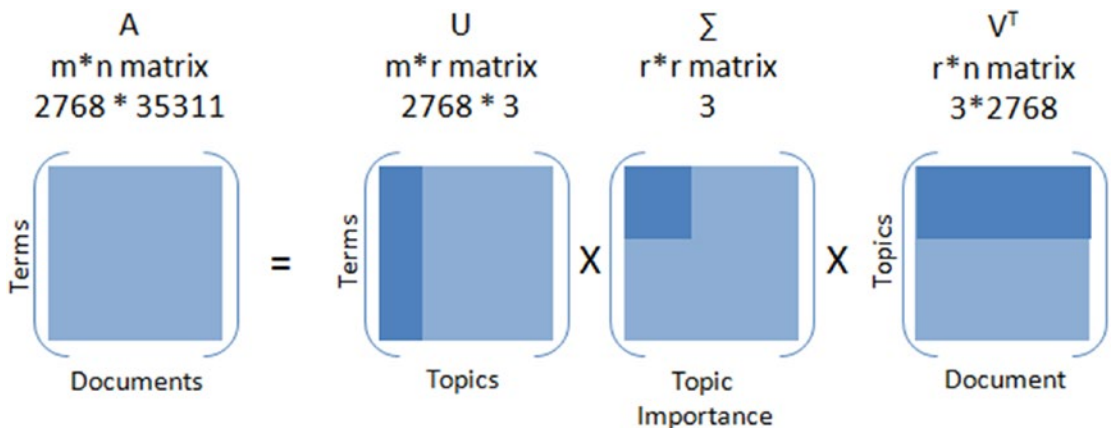 A
m*n matrix
2768 * 35311
Terms
Documents
=
U
m*r matrix
2768 * 3
Terms
Topics
X
∑
r*r matrix
3
Topic
Importance
X
Vᵀ
r*n matrix
3*2768
Topics
Document